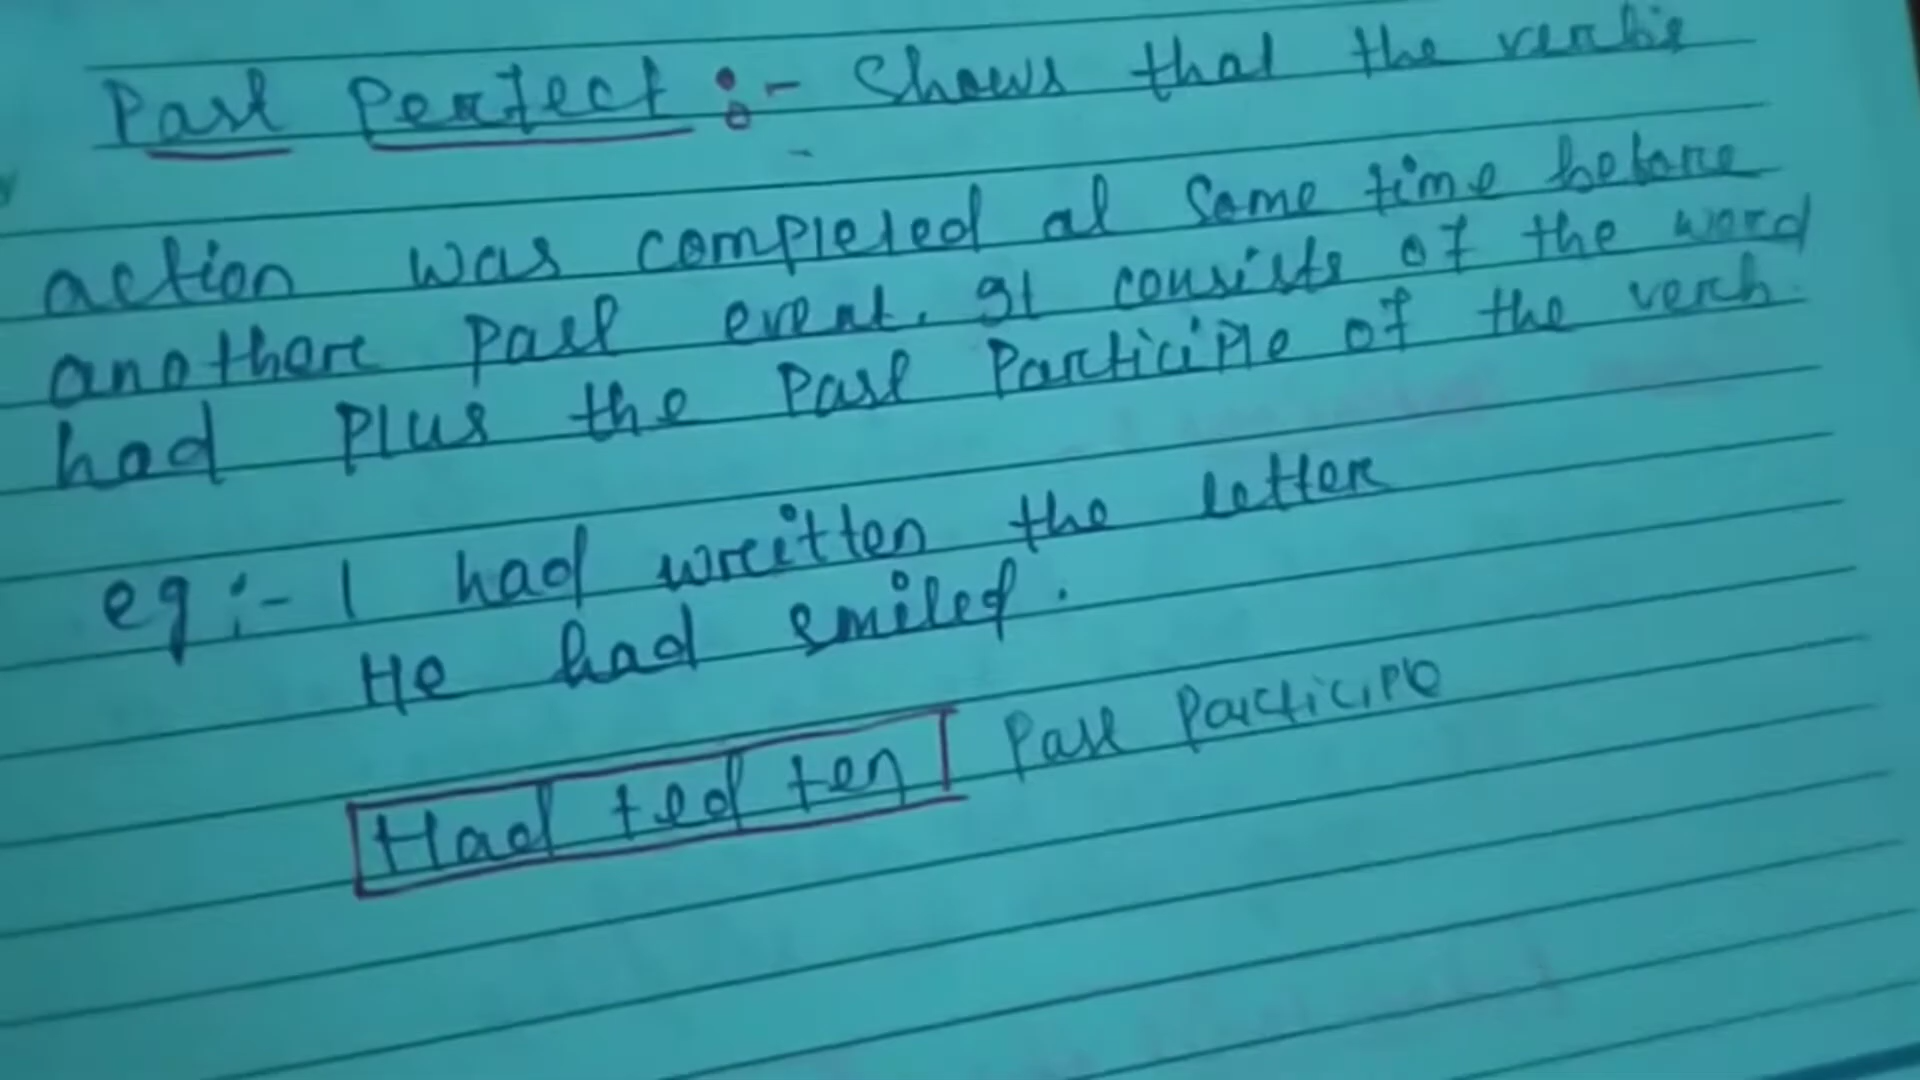 Past Perfect :- Shows that the verb's
action was completed at some time before
another past event. It consists of the word
had plus the past participle of the verb.
eg :- I had written the letter
He had smiled.
Had ted ten Past Participle